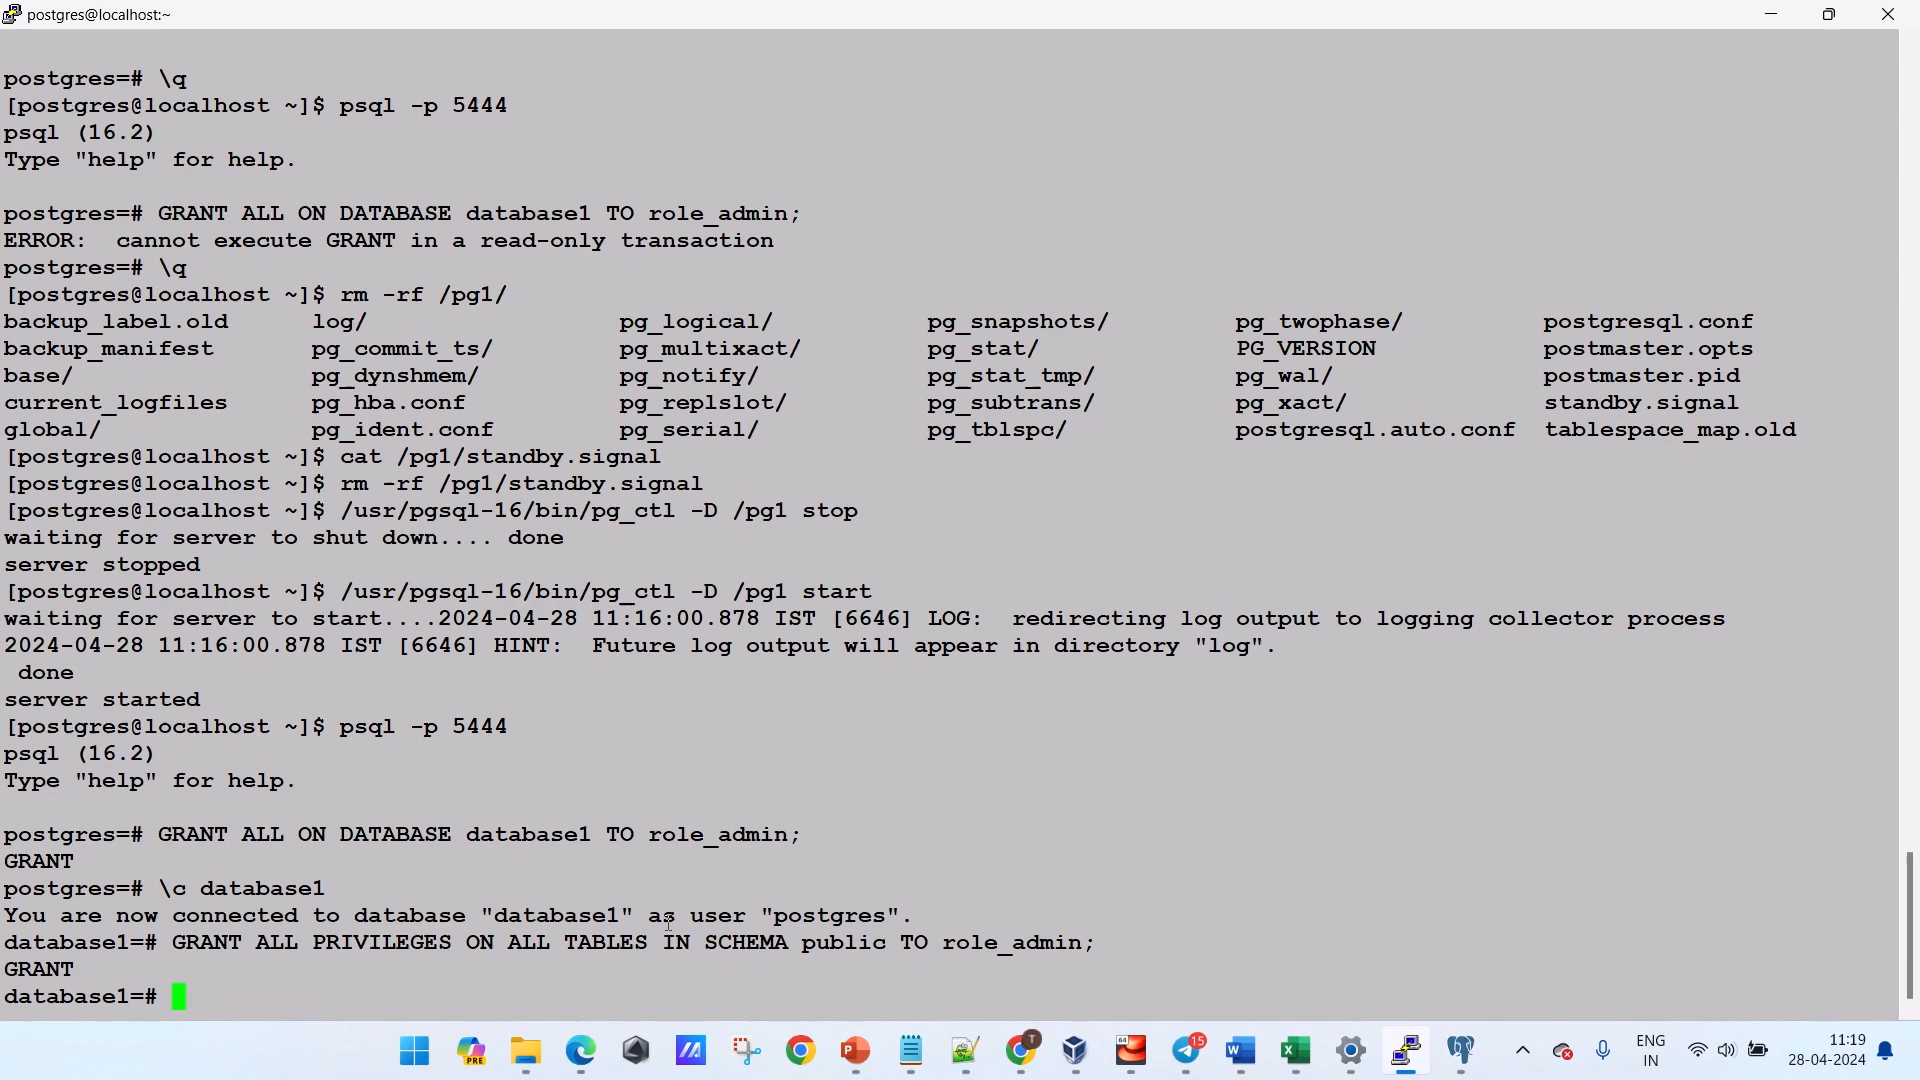 postgres@localhost:~
postgres=# \q
[postgres@localhost ~]$ psql -p 5444
psql (16.2)
Type "help" for help.
postgres=# GRANT ALL ON DATABASE database1 TO role_admin;
ERROR:  cannot execute GRANT in a read-only transaction
postgres=# \q
[postgres@localhost ~]$ rm -rf /pg1/
backup_label.old      log/                  pg_logical/           pg_snapshots/         pg_twophase/          postgresql.conf
backup_manifest       pg_commit_ts/         pg_multixact/         pg_stat/              PG_VERSION            postmaster.opts
base/                 pg_dynshmem/          pg_notify/            pg_stat_tmp/          pg_wal/               postmaster.pid
current_logfiles      pg_hba.conf           pg_replslot/          pg_subtrans/          pg_xact/              standby.signal
global/               pg_ident.conf         pg_serial/            pg_tblspc/            postgresql.auto.conf  tablespace_map.old
[postgres@localhost ~]$ cat /pg1/standby.signal
[postgres@localhost ~]$ rm -rf /pg1/standby.signal
[postgres@localhost ~]$ /usr/pgsql-16/bin/pg_ctl -D /pg1 stop
waiting for server to shut down.... done
server stopped
[postgres@localhost ~]$ /usr/pgsql-16/bin/pg_ctl -D /pg1 start
waiting for server to start....2024-04-28 11:16:00.878 IST [6646] LOG:  redirecting log output to logging collector process
2024-04-28 11:16:00.878 IST [6646] HINT:  Future log output will appear in directory "log".
 done
server started
[postgres@localhost ~]$ psql -p 5444
psql (16.2)
Type "help" for help.
postgres=# GRANT ALL ON DATABASE database1 TO role_admin;
GRANT
postgres=# \c database1
You are now connected to database "database1" as user "postgres".
database1=# GRANT ALL PRIVILEGES ON ALL TABLES IN SCHEMA public TO role_admin;
GRANT
database1=#
PRE
T
64
15
ENG
IN
11:19
28-04-2024